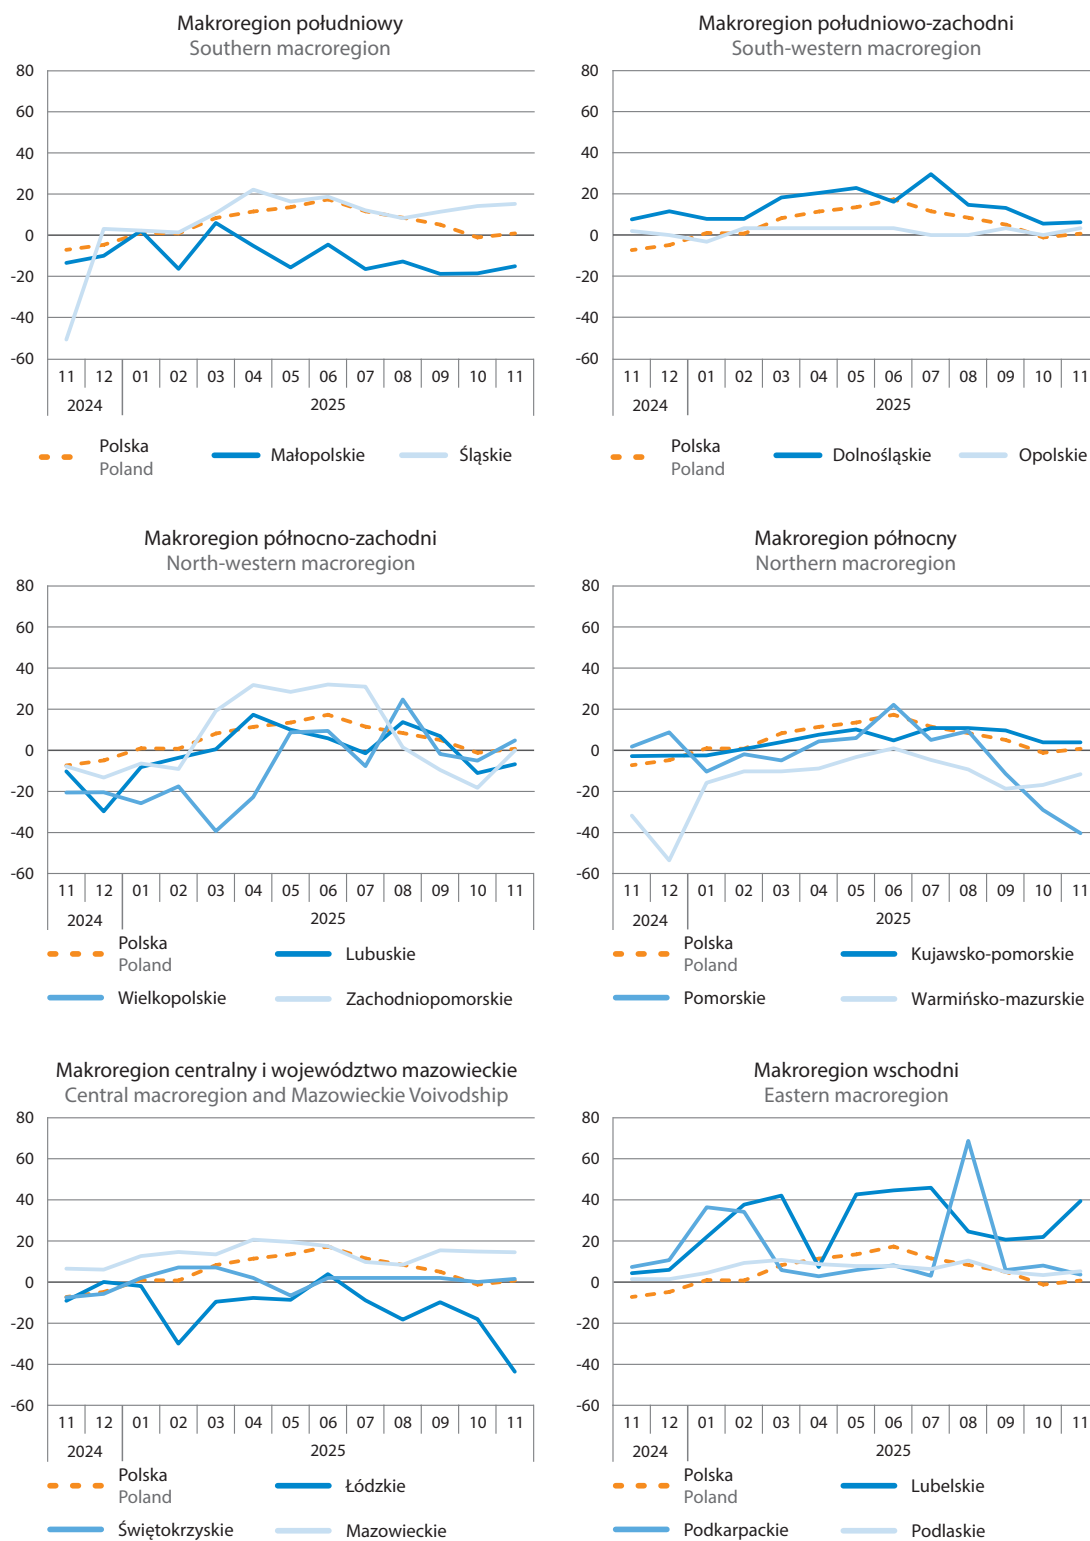 Makroregion południowy
Southern macroregion
80
60
40
20
0
-20
-40
-60
11 12 01 02 03 04 05 06 07 08 09 10 11
2024 2025
Polska
Poland
Małopolskie
Śląskie
Makroregion południowo-zachodni
South-western macroregion
80
60
40
20
0
-20
-40
-60
11 12 01 02 03 04 05 06 07 08 09 10 11
2024 2025
Polska
Poland
Dolnośląskie
Opolskie
Makroregion północno-zachodni
North-western macroregion
80
60
40
20
0
-20
-40
-60
11 12 01 02 03 04 05 06 07 08 09 10 11
2024 2025
Polska
Poland
Lubuskie
Wielkopolskie
Zachodniopomorskie
Makroregion północny
Northern macroregion
80
60
40
20
0
-20
-40
-60
11 12 01 02 03 04 05 06 07 08 09 10 11
2024 2025
Polska
Poland
Kujawsko-pomorskie
Pomorskie
Warmińsko-mazurskie
Makroregion centralny i województwo mazowieckie
Central macroregion and Mazowieckie Voivodship
80
60
40
20
0
-20
-40
-60
11 12 01 02 03 04 05 06 07 08 09 10 11
2024 2025
Polska
Poland
Łódzkie
Świętokrzyskie
Mazowieckie
Makroregion wschodni
Eastern macroregion
80
60
40
20
0
-20
-40
-60
11 12 01 02 03 04 05 06 07 08 09 10 11
2024 2025
Polska
Poland
Lubelskie
Podkarpackie
Podlaskie